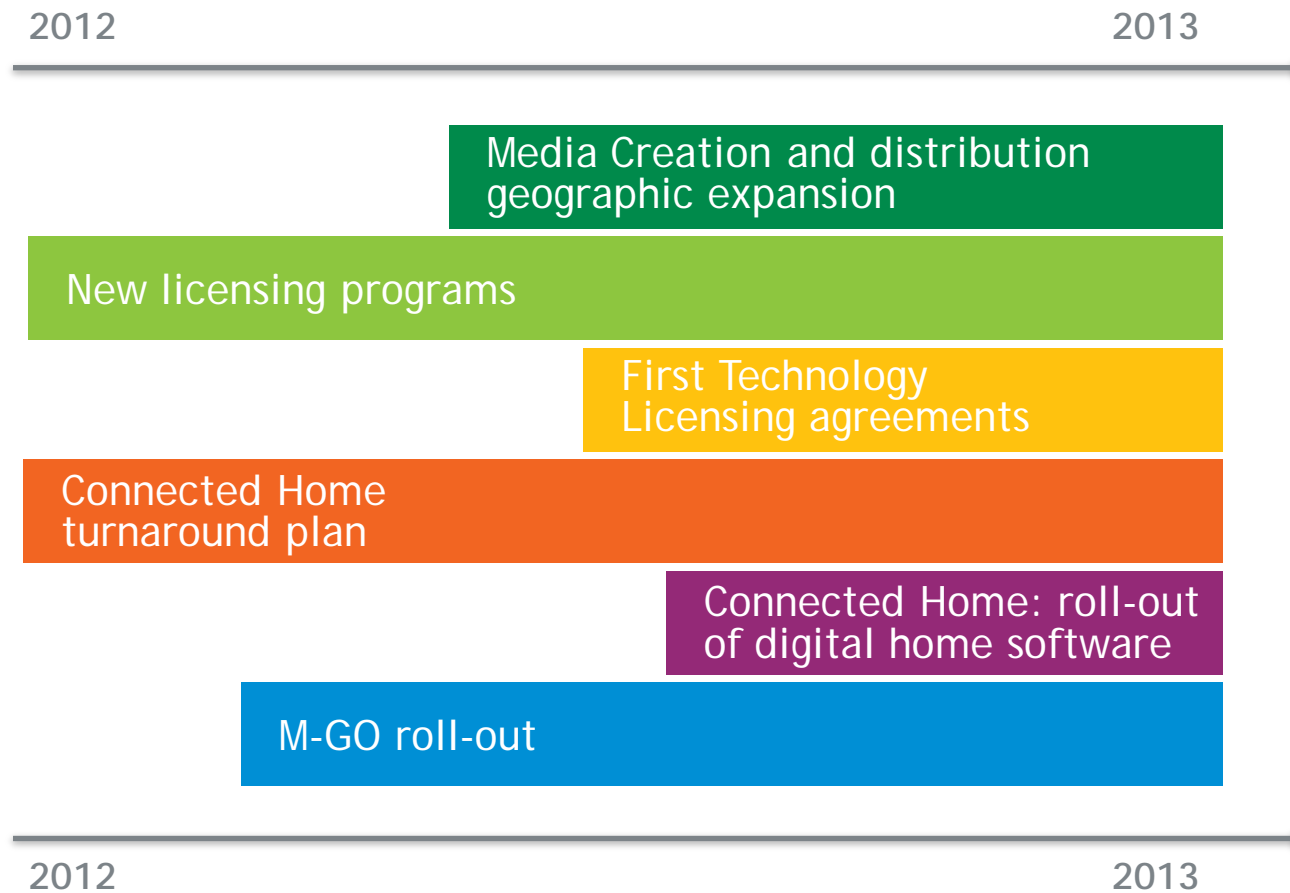 2012 2013
Media Creation and distribution
geographic expansion
New licensing programs
First Technology
Licensing agreements
Connected Home
turnaround plan
Connected Home: roll-out
of digital home software
M-GO roll-out
2012 2013